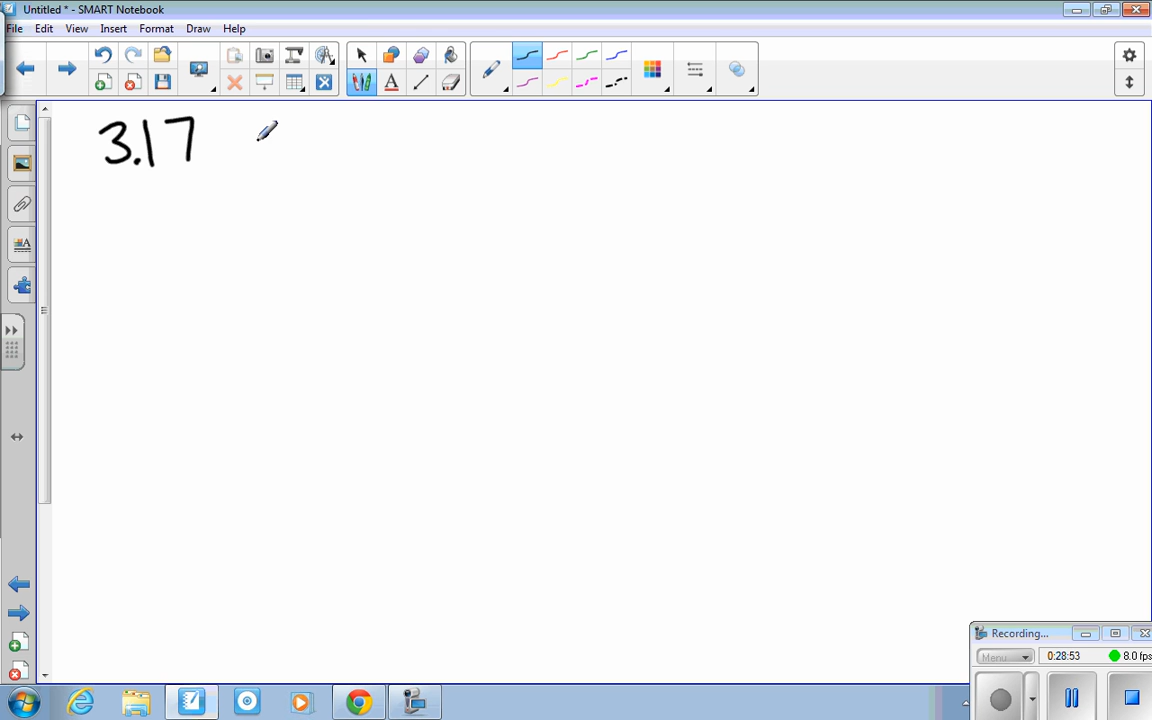 Untitled * - SMART Notebook
File Edit View Insert Format Draw Help
3.17
Recording...
Menu 0:28:53 8.0 fps